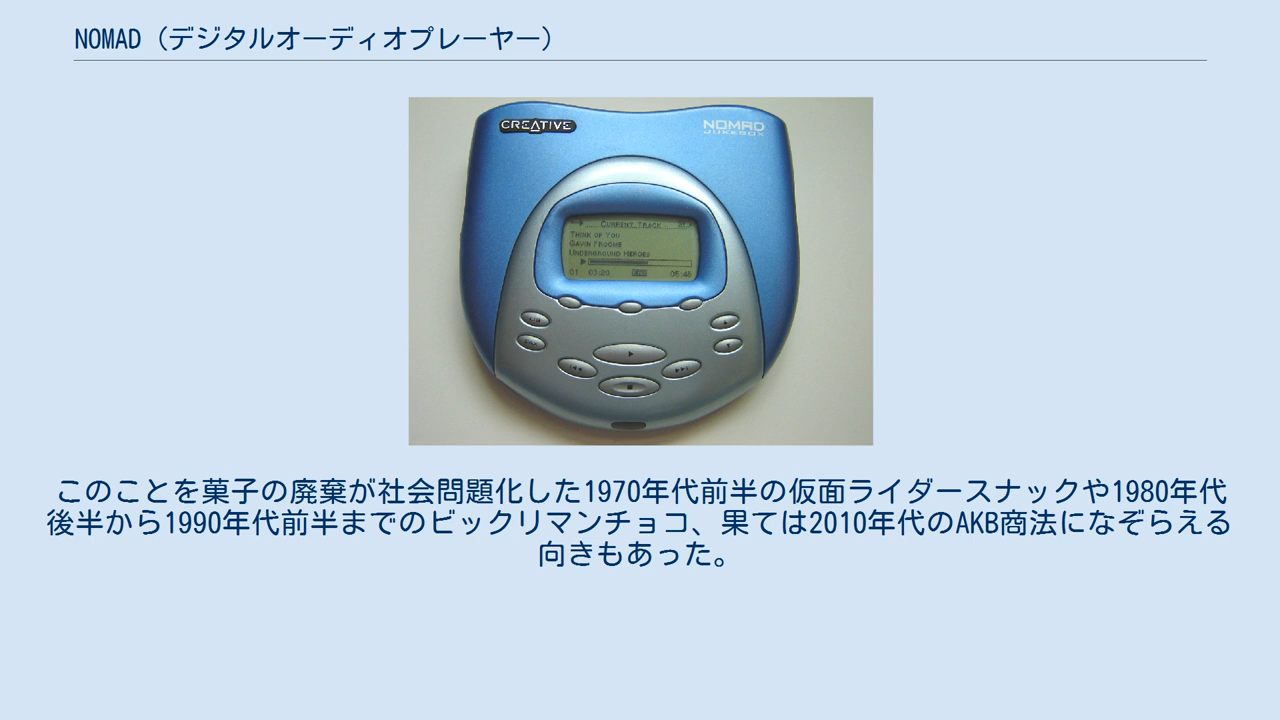 NOMAD（デジタルオーディオプレーヤー）
CREATIVE
NOMAD
JUKEBOX
CURRENT TRACK
THINK OF YOU
GAVIN FROOME
UNDERGROUND HEROES
01 03:20 05:46
このことを菓子の廃棄が社会問題化した1970年代前半の仮面ライダースナックや1980年代
後半から1990年代前半までのビックリマンチョコ、果ては2010年代のAKB商法になぞらえる
向きもあった。